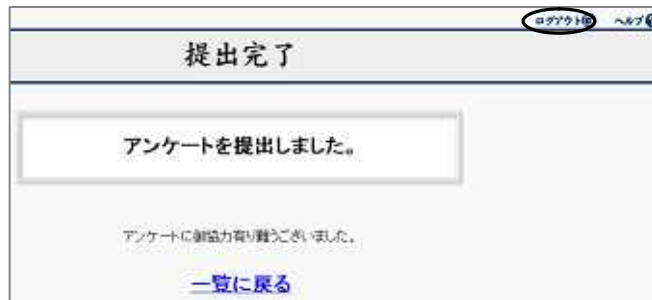 ログアウト ヘルプ
提出完了
アンケートを提出しました。
アンケートに御協力有り難うございました。
一覧に戻る